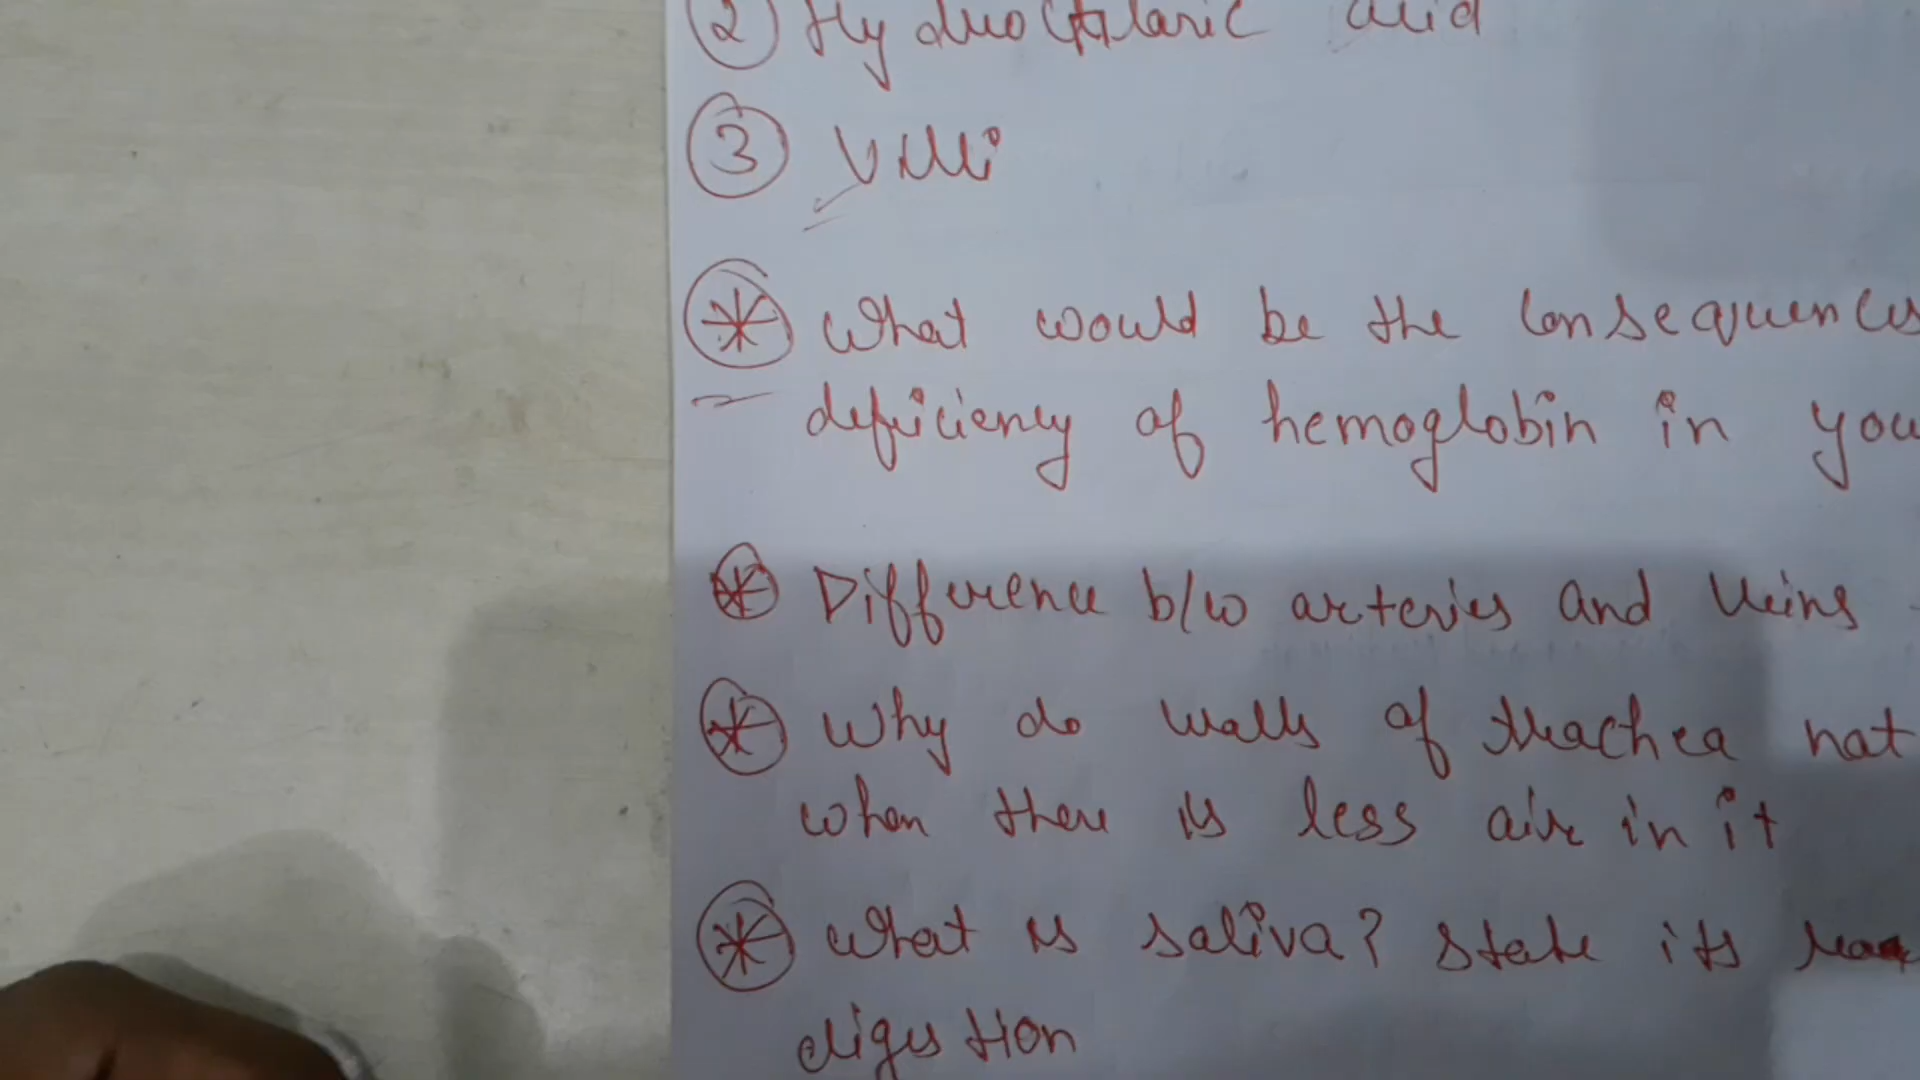 ② Hydrochloric acid
③ Villi
What would be the consequences
deficiency of hemoglobin in you
Difference b/w arteries and Veins
Why do walls of trachea not
when there is less air in it
What is saliva? State its
digestion